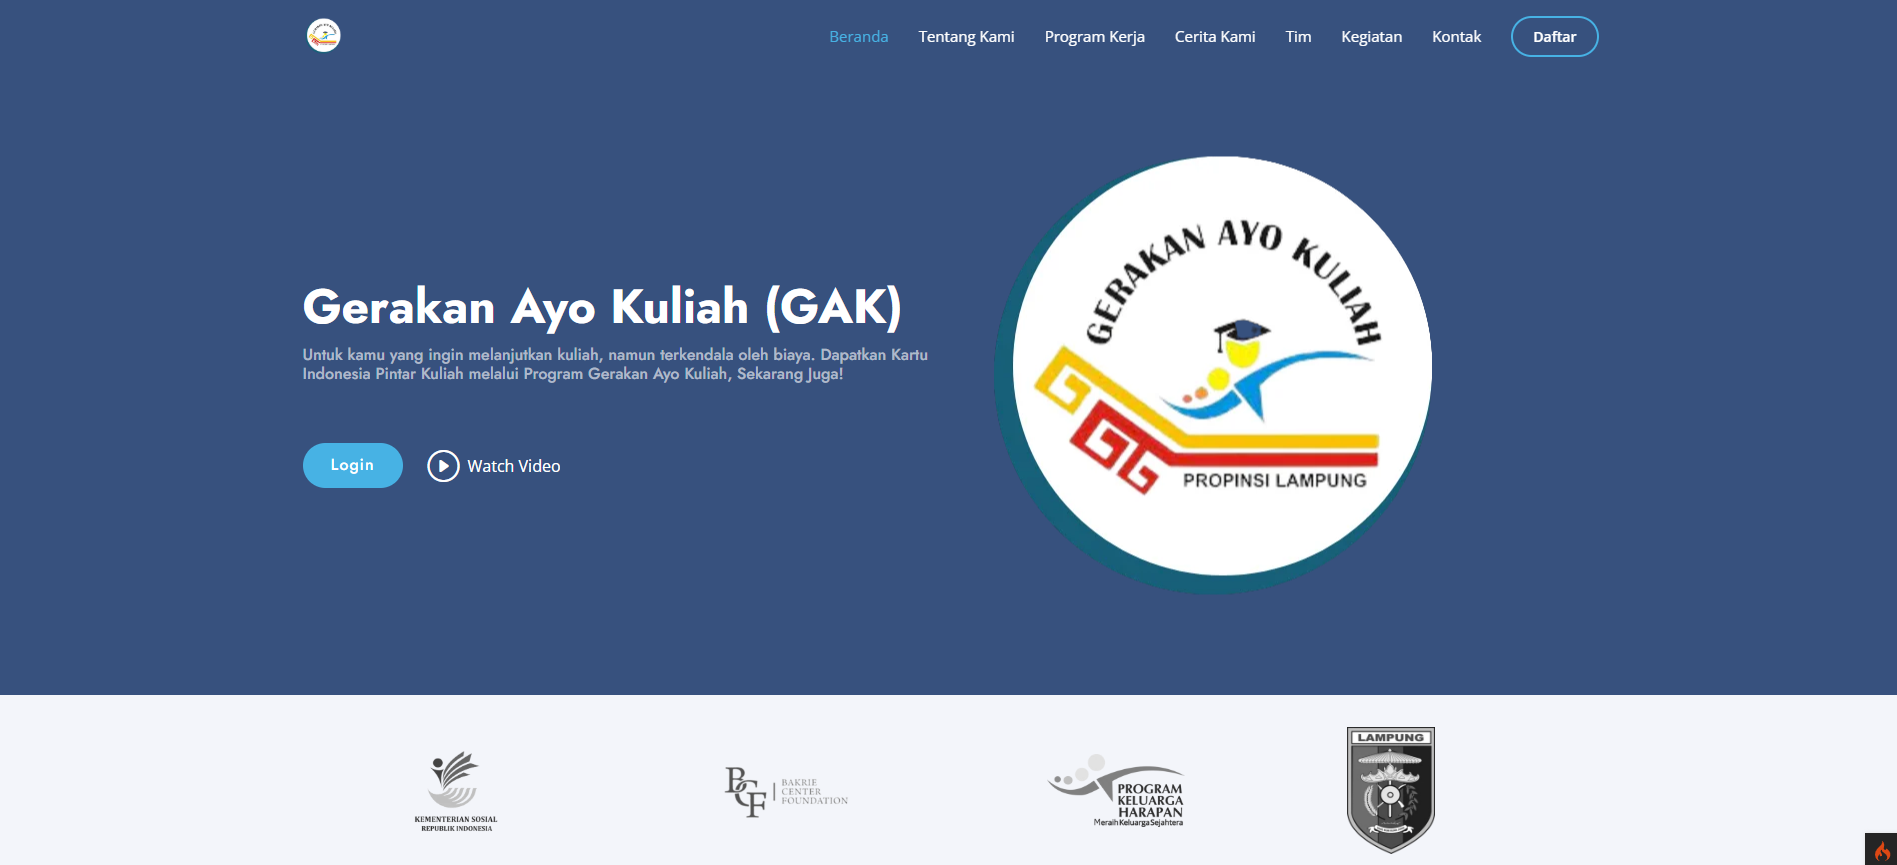 Beranda
Tentang Kami
Program Kerja
Cerita Kami
Tim
Kegiatan
Kontak
Daftar
Gerakan Ayo Kuliah (GAK)
Untuk kamu yang ingin melanjutkan kuliah, namun terkendala oleh biaya. Dapatkan Kartu
Indonesia Pintar Kuliah melalui Program Gerakan Ayo Kuliah, Sekarang Juga!
Login
Watch Video
GERAKAN AYO KULIAH
PROPINSI LAMPUNG
KEMENTERIAN SOSIAL
REPUBLIK INDONESIA
BCF
BAKRIE
CENTER
FOUNDATION
PROGRAM
KELUARGA
HARAPAN
Meraih Keluarga Sejahtera
LAMPUNG